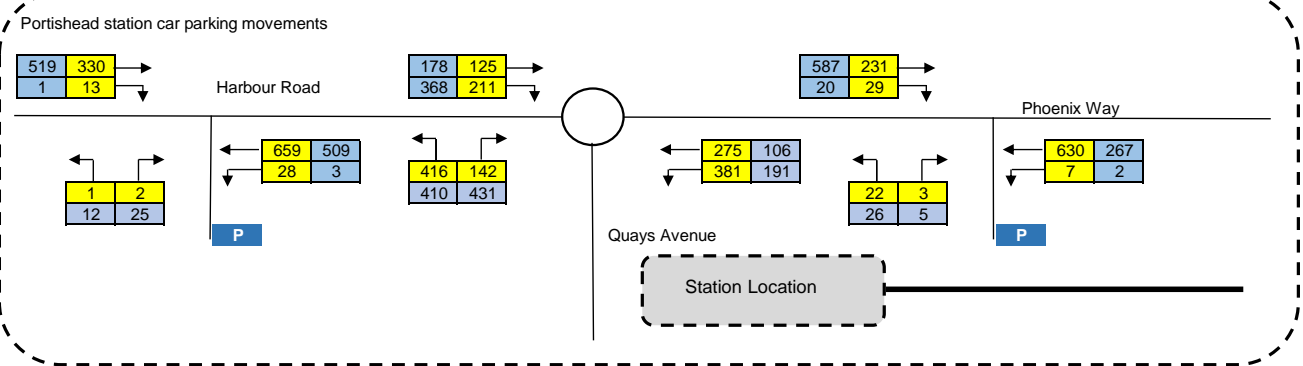 Portishead station car parking movements
519 330
1 13
Harbour Road
178 125
368 211
587 231
20 29
Phoenix Way
1 2
12 25
659 509
28 3
416 142
410 431
275 106
381 191
22 3
26 5
630 267
7 2
P
P
Quays Avenue
Station Location